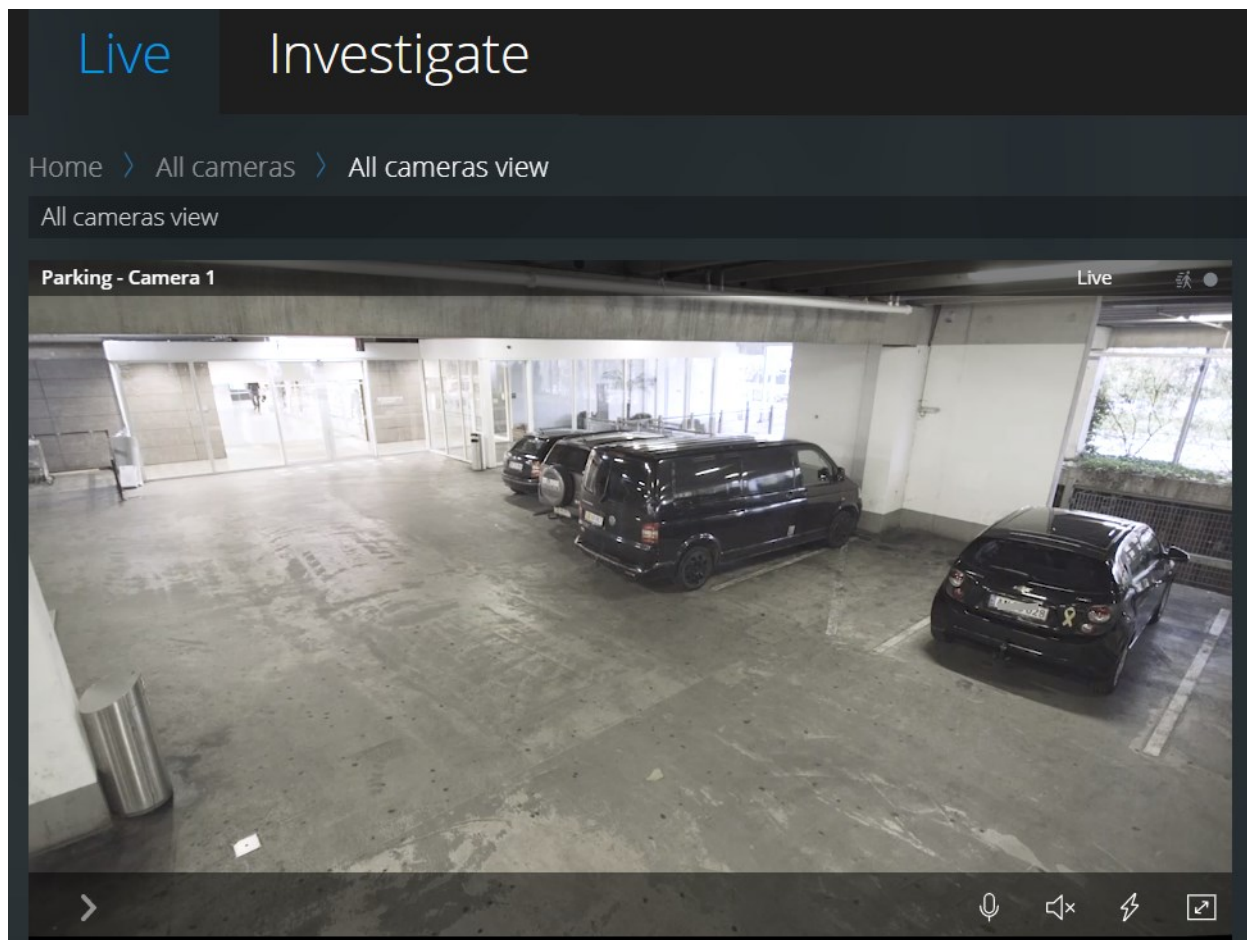 Live Investigate
Home All cameras All cameras view
All cameras view
Parking - Camera 1 Live